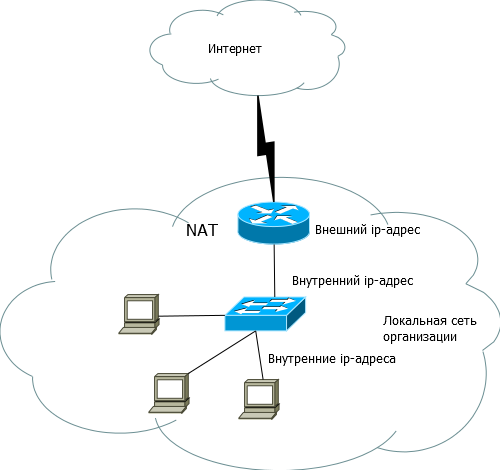 Интернет
NAT
Внешний ip-адрес
Внутренний ip-адрес
Локальная сеть
организации
Внутренние ip-адреса